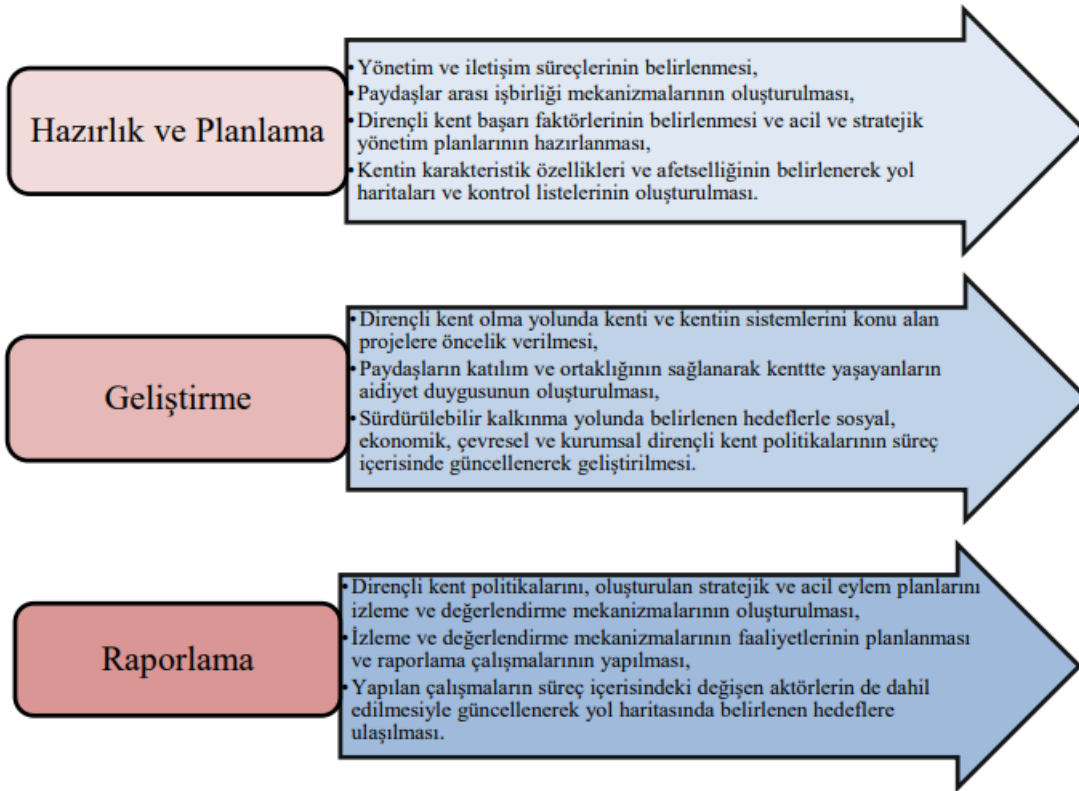 Hazırlık ve Planlama
•Yönetim ve iletişim süreçlerinin belirlenmesi,
•Paydaşlar arası işbirliği mekanizmalarının oluşturulması,
•Dirençli kent başarı faktörlerinin belirlenmesi ve acil ve stratejik
yönetim planlarının hazırlanması,
•Kentin karakteristik özellikleri ve afetselliğinin belirlenerek yol
haritaları ve kontrol listelerinin oluşturulması.
Geliştirme
•Dirençli kent olma yolunda kenti ve kentiin sistemlerini konu alan
projelere öncelik verilmesi,
•Paydaşların katılım ve ortaklığının sağlanarak kenttte yaşayanların
aidiyet duygusunun oluşturulması,
•Sürdürülebilir kalkınma yolunda belirlenen hedeflerle sosyal,
ekonomik, çevresel ve kurumsal dirençli kent politikalarının süreç
içerisinde güncellenerek geliştirilmesi.
Raporlama
•Dirençli kent politikalarını, oluşturulan stratejik ve acil eylem planlarını
izleme ve değerlendirme mekanizmalarının oluşturulması,
•İzleme ve değerlendirme mekanizmalarının faaliyetlerinin planlanması
ve raporlama çalışmalarının yapılması,
•Yapılan çalışmaların süreç içerisindeki değişen aktörlerin de dahil
edilmesiyle güncellenerek yol haritasında belirlenen hedeflere
ulaşılması.